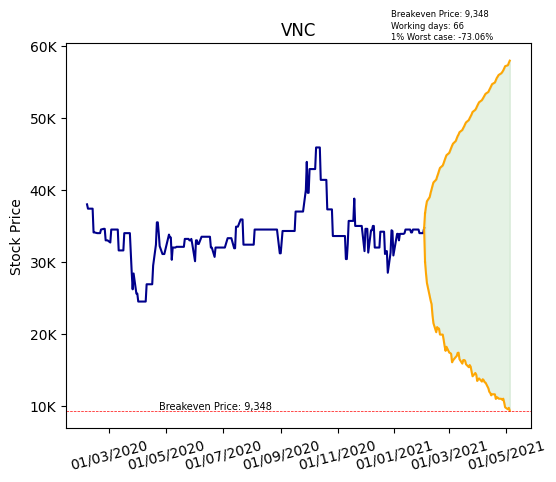 Breakeven Price: 9,348
Working days: 66
1% Worst case: -73.06%
VNC
Stock Price
60K
50K
40K
30K
20K
10K
Breakeven Price: 9,348
01/03/2020
01/05/2020
01/07/2020
01/09/2020
01/11/2020
01/01/2021
01/03/2021
01/05/2021